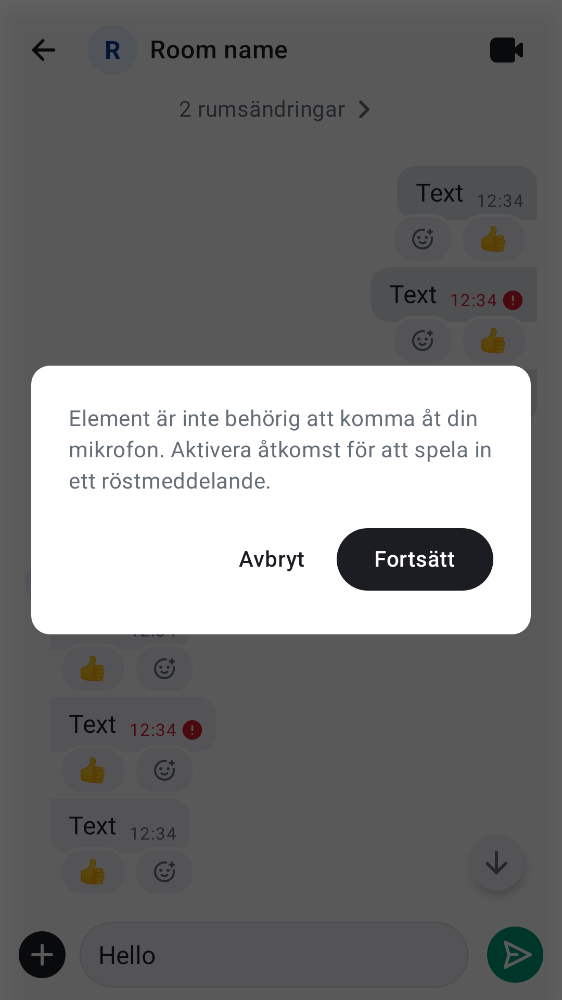 R Room name
2 rumsändringar
Text 12:34
Text 12:34
Element är inte behörig att komma åt din
mikrofon. Aktivera åtkomst för att spela in
ett röstmeddelande.
Avbryt Fortsätt
Text 12:34
Text 12:34
Hello